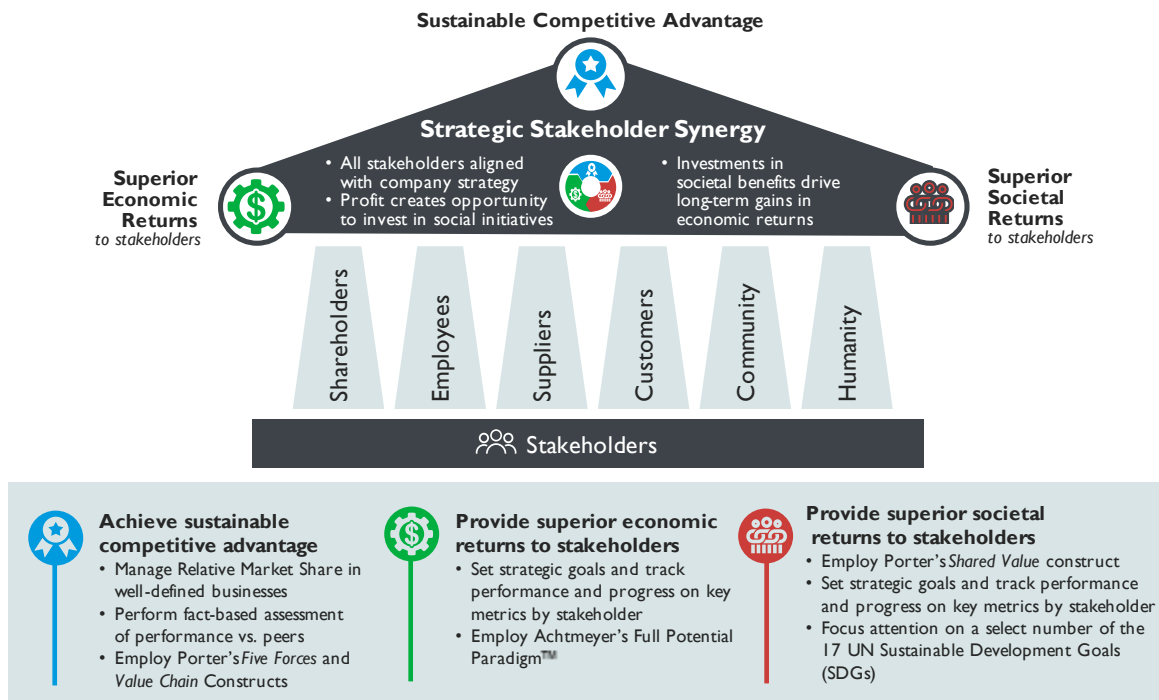 Sustainable Competitive Advantage
Strategic Stakeholder Synergy
• All stakeholders aligned
with company strategy
• Profit creates opportunity
to invest in social initiatives
• Investments in
societal benefits drive
long-term gains in
economic returns
Superior
Economic
Returns
to stakeholders
Superior
Societal
Returns
to stakeholders
Shareholders
Employees
Suppliers
Customers
Community
Humanity
Stakeholders
Achieve sustainable
competitive advantage
• Manage Relative Market Share in
well-defined businesses
• Perform fact-based assessment
of performance vs. peers
• Employ Porter's Five Forces and
Value Chain Constructs
Provide superior economic
returns to stakeholders
• Set strategic goals and track
performance and progress on key
metrics by stakeholder
• Employ Achtmeyer's Full Potential
Paradigm™
Provide superior societal
returns to stakeholders
• Employ Porter's Shared Value construct
• Set strategic goals and track performance
and progress on key metrics by stakeholder
• Focus attention on a select number of the
17 UN Sustainable Development Goals
(SDGs)